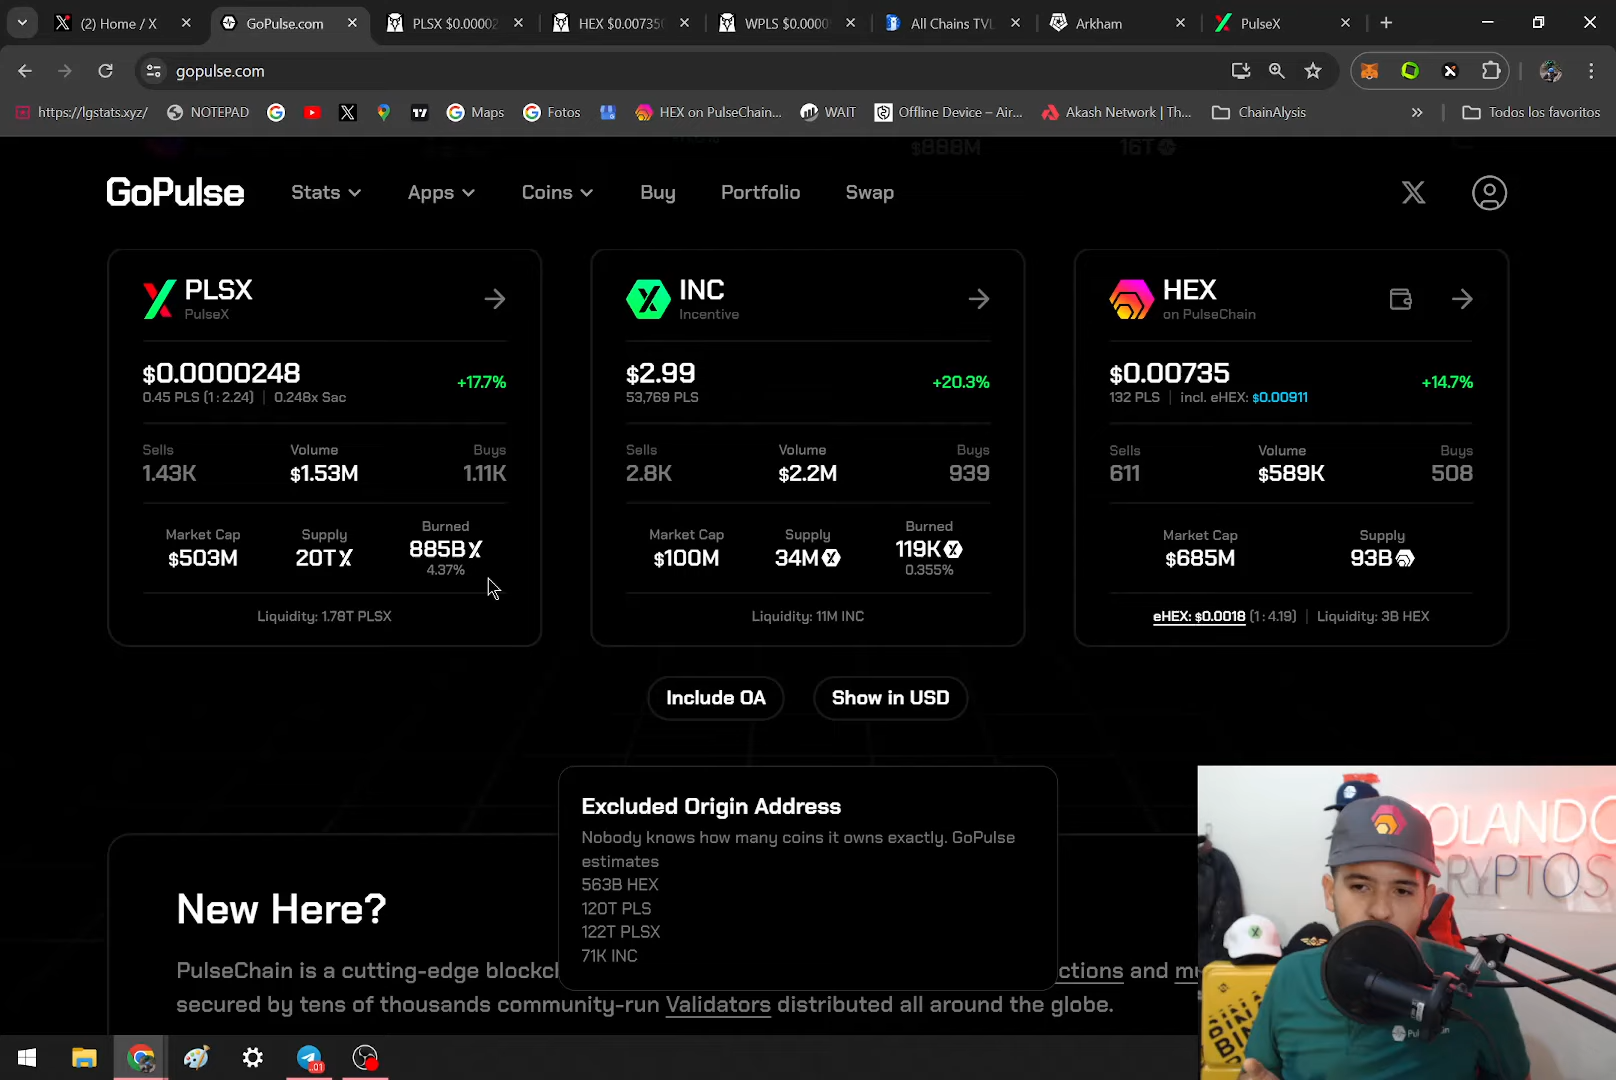 (2) Home / X
GoPulse.com
PLSX $0.00002
HEX $0.00735
WPLS $0.0000
All Chains TVL
Arkham
PulseX
gopulse.com
https://lgstats.xyz/
NOTEPAD
Maps
Fotos
HEX on PulseChain...
WAIT
Offline Device – Air...
Akash Network | Th...
ChainAlysis
»
Todos los favoritos
$888M
16T
GoPulse
Stats
Apps
Coins
Buy
Portfolio
Swap
PLSX
PulseX
$0.0000248
+17.7%
0.45 PLS (1 : 2.24) | 0.248x Sac
Sells
Volume
Buys
1.43K
$1.53M
1.11K
Market Cap
Supply
Burned
$503M
20T
885B
4.37%
Liquidity: 1.78T PLSX
INC
Incentive
$2.99
+20.3%
53,769 PLS
Sells
Volume
Buys
2.8K
$2.2M
939
Market Cap
Supply
Burned
$100M
34M
119K
0.355%
Liquidity: 11M INC
HEX
on PulseChain
$0.00735
+14.7%
132 PLS | incl. eHEX: $0.00911
Sells
Volume
Buys
611
$589K
508
Market Cap
Supply
$685M
93B
eHEX: $0.0018 (1 : 4.19) | Liquidity: 3B HEX
Include OA
Show in USD
Excluded Origin Address
Nobody knows how many coins it owns exactly. GoPulse
estimates
563B HEX
120T PLS
122T PLSX
71K INC
New Here?
PulseChain is a cutting-edge blockc
ctions and mu
secured by tens of thousands community-run Validators distributed all around the globe.
OLANDO
CRYPTOS